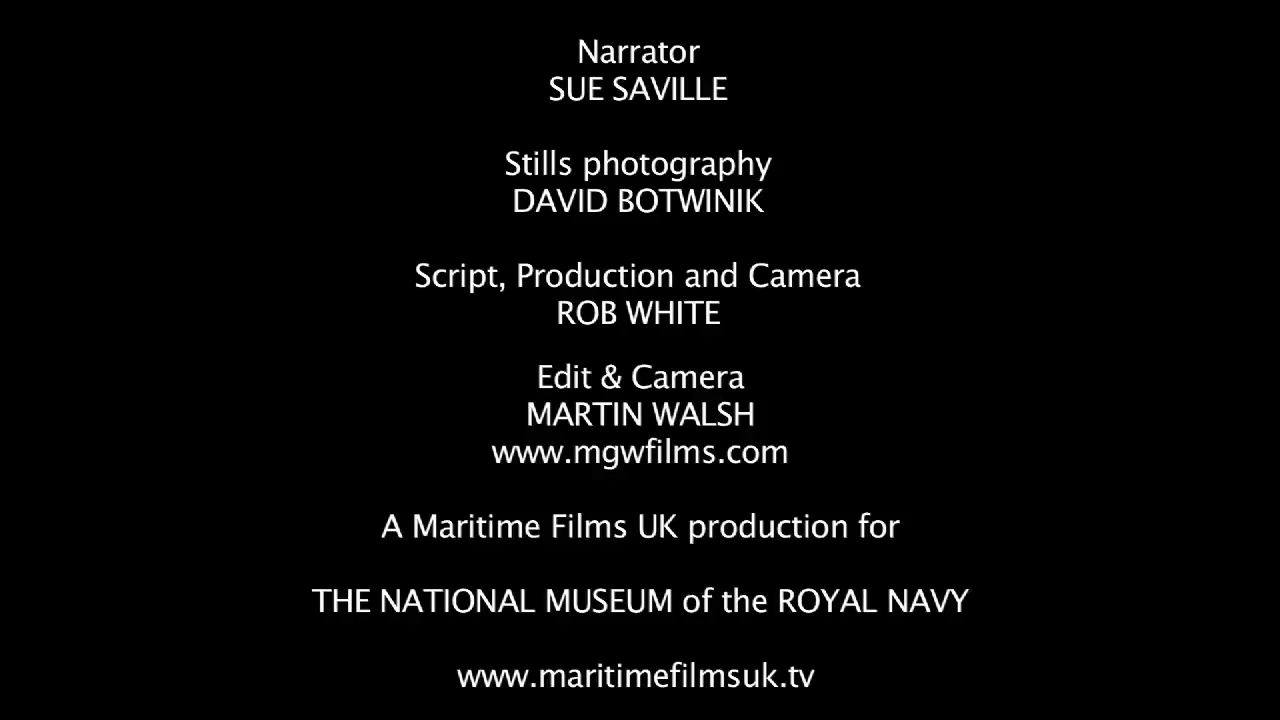 Narrator
SUE SAVILLE
Stills photography
DAVID BOTWINIK
Script, Production and Camera
ROB WHITE
Edit & Camera
MARTIN WALSH
www.mgwfilms.com
A Maritime Films UK production for
THE NATIONAL MUSEUM of the ROYAL NAVY
www.maritimefilmsuk.tv